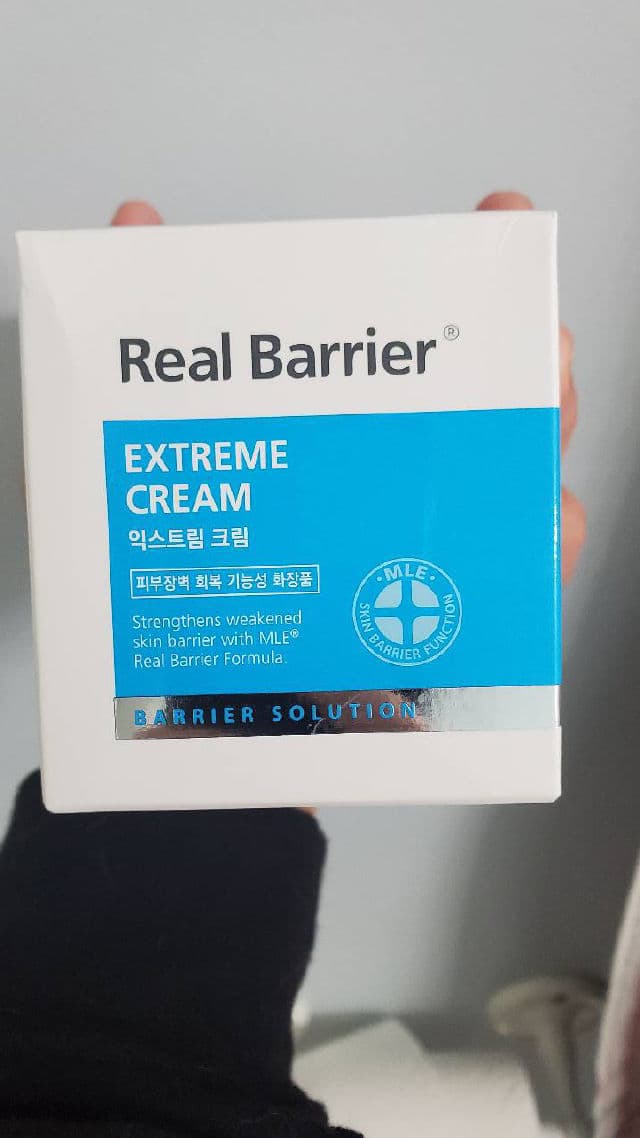 Real Barrier®
EXTREME
CREAM
익스트림 크림
피부장벽 회복 기능성 화장품
Strengthens weakened
skin barrier with MLE®
Real Barrier Formula.
·MLE·
SKIN BARRIER FUNCTION
BARRIER SOLUTION